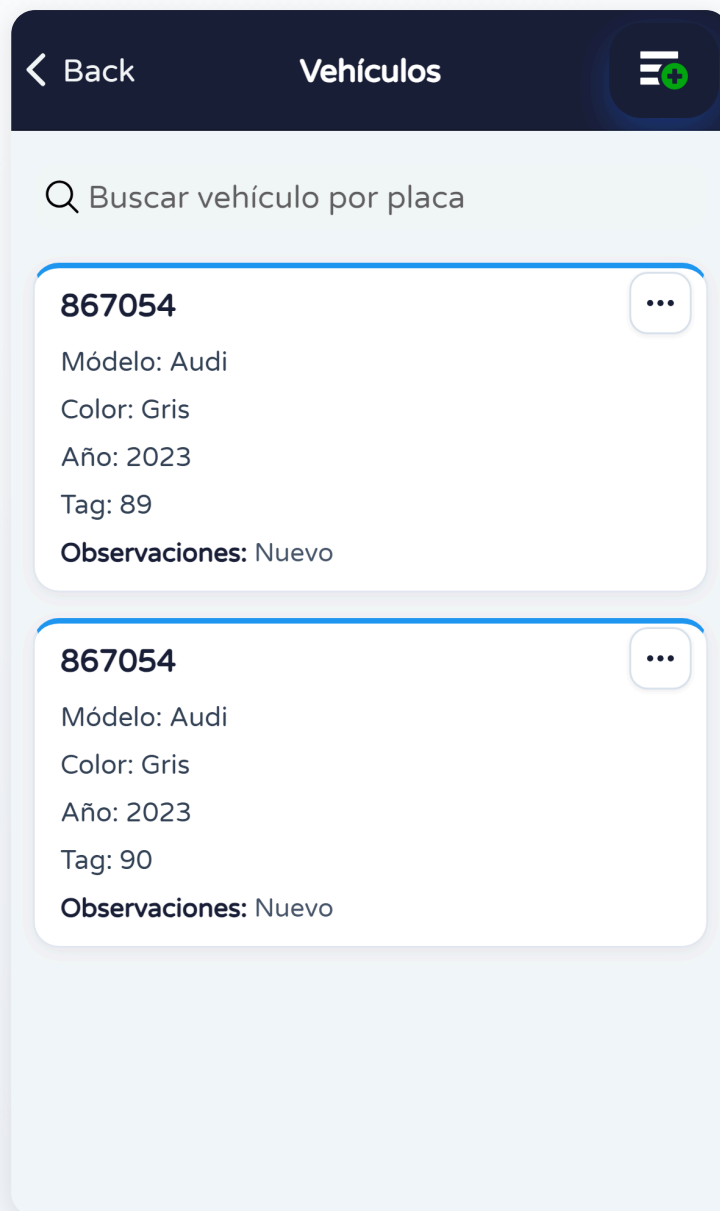 Back
Vehículos
Buscar vehículo por placa
867054
Módelo: Audi
Color: Gris
Año: 2023
Tag: 89
Observaciones: Nuevo
867054
Módelo: Audi
Color: Gris
Año: 2023
Tag: 90
Observaciones: Nuevo